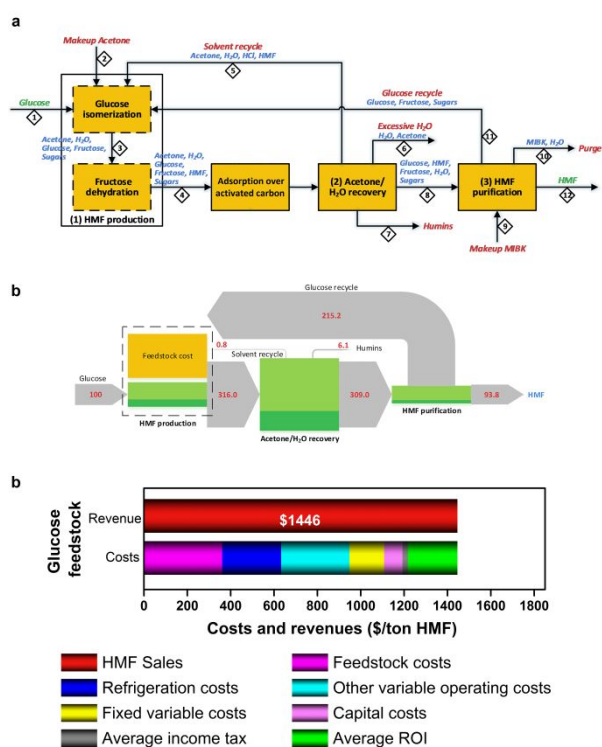 a
Makeup Acetone
2
Solvent recycle
Acetone, H₂O, HCl, HMF
5
Glucose
1
Glucose isomerization
Glucose recycle
Glucose, Fructose, Sugars
11
Acetone, H₂O,
Glucose, Fructose,
Sugars
3
Acetone, H₂O,
Glucose,
Fructose, HMF,
Sugars
4
Excessive H₂O
H₂O, Acetone
6
MIBK, H₂O
10
Purge
Fructose dehydration
(1) HMF production
Adsorption over
activated carbon
(2) Acetone/
H₂O recovery
Glucose, HMF,
Fructose, H₂O,
Sugars
8
(3) HMF
purification
HMF
12
7
Humins
9
Makeup MIBK
b
Glucose recycle
215.2
Feedstock cost
0.8
Solvent recycle
6.1
Humins
Glucose
100
316.0
309.0
93.8
HMF
HMF production
Acetone/H₂O recovery
HMF purification
b
Glucose
feedstock
Revenue
$1446
Costs
0 200 400 600 800 1000 1200 1400 1600 1800
Costs and revenues ($/ton HMF)
HMF Sales
Feedstock costs
Refrigeration costs
Other variable operating costs
Fixed variable costs
Capital costs
Average income tax
Average ROI